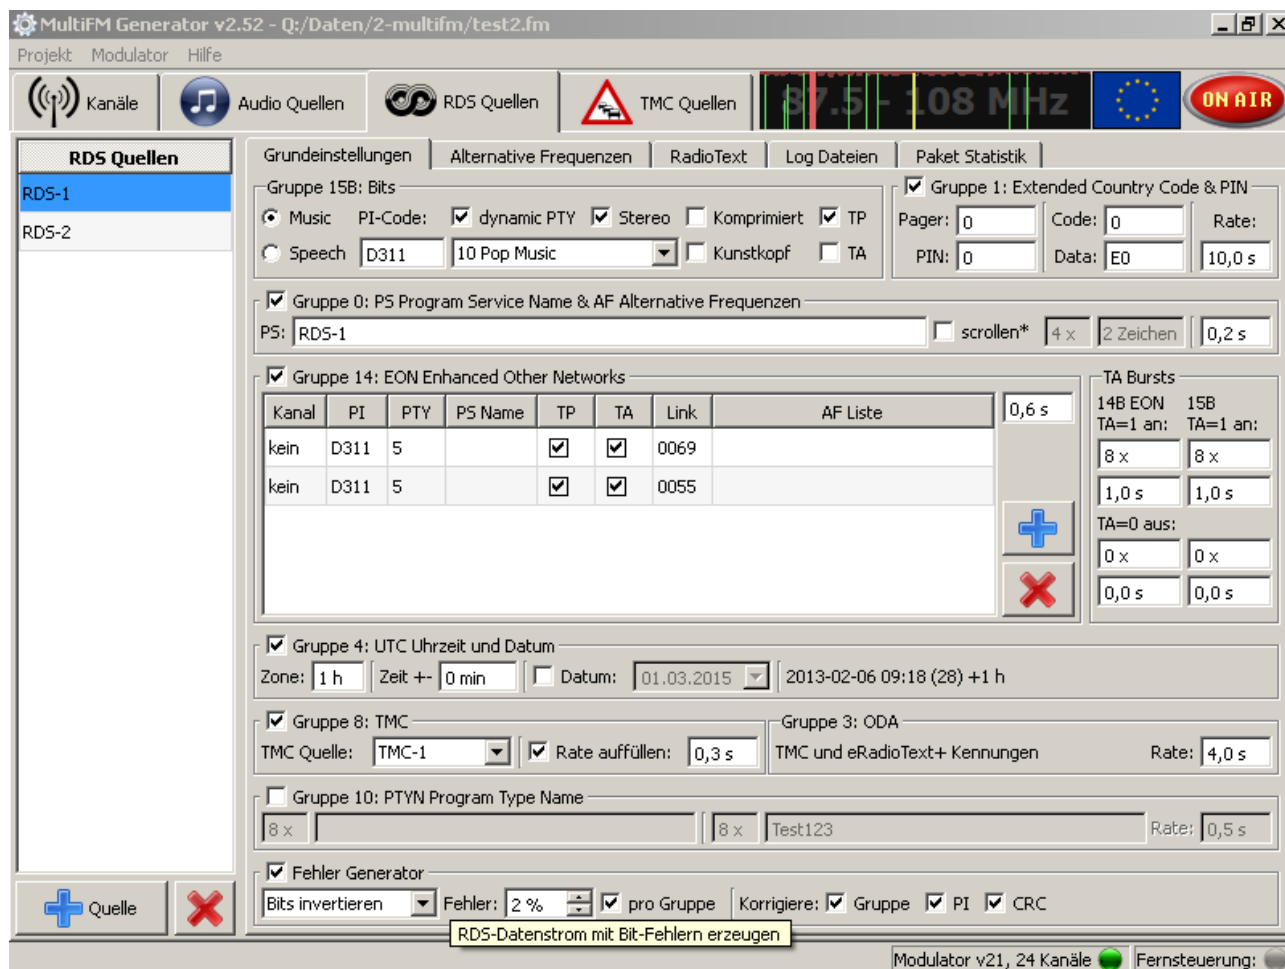 MultiFM Generator v2.52 - Q:/Daten/2-multifm/test2.fm
Projekt Modulator Hilfe
Kanäle Audio Quellen RDS Quellen TMC Quellen 87.5 - 108 MHz ON AIR
RDS Quellen
RDS-1
RDS-2
Quelle
Grundeinstellungen Alternative Frequenzen RadioText Log Dateien Paket Statistik
Gruppe 15B: Bits
Music PI-Code: dynamic PTY Stereo Komprimiert TP
Speech D311 10 Pop Music Kunstkopf TA
Gruppe 1: Extended Country Code & PIN
Pager: 0 Code: 0 Rate:
PIN: 0 Data: E0 10,0 s
Gruppe 0: PS Program Service Name & AF Alternative Frequenzen
PS: RDS-1 scrollen* 4 x 2 Zeichen 0,2 s
Gruppe 14: EON Enhanced Other Networks
Kanal PI PTY PS Name TP TA Link AF Liste 0,6 s
kein D311 5 0069
kein D311 5 0055
TA Bursts
14B EON 15B
TA=1 an: TA=1 an:
8 x 8 x
1,0 s 1,0 s
TA=0 aus:
0 x 0 x
0,0 s 0,0 s
Gruppe 4: UTC Uhrzeit und Datum
Zone: 1 h Zeit +- 0 min Datum: 01.03.2015 2013-02-06 09:18 (28) +1 h
Gruppe 8: TMC
TMC Quelle: TMC-1 Rate auffüllen: 0,3 s
Gruppe 3: ODA
TMC und eRadioText+ Kennungen Rate: 4,0 s
Gruppe 10: PTYN Program Type Name
8 x 8 x Test123 Rate: 0,5 s
Fehler Generator
Bits invertieren Fehler: 2 % pro Gruppe Korrigiere: Gruppe PI CRC
RDS-Datenstrom mit Bit-Fehlern erzeugen
Modulator v21, 24 Kanäle Fernsteuerung: